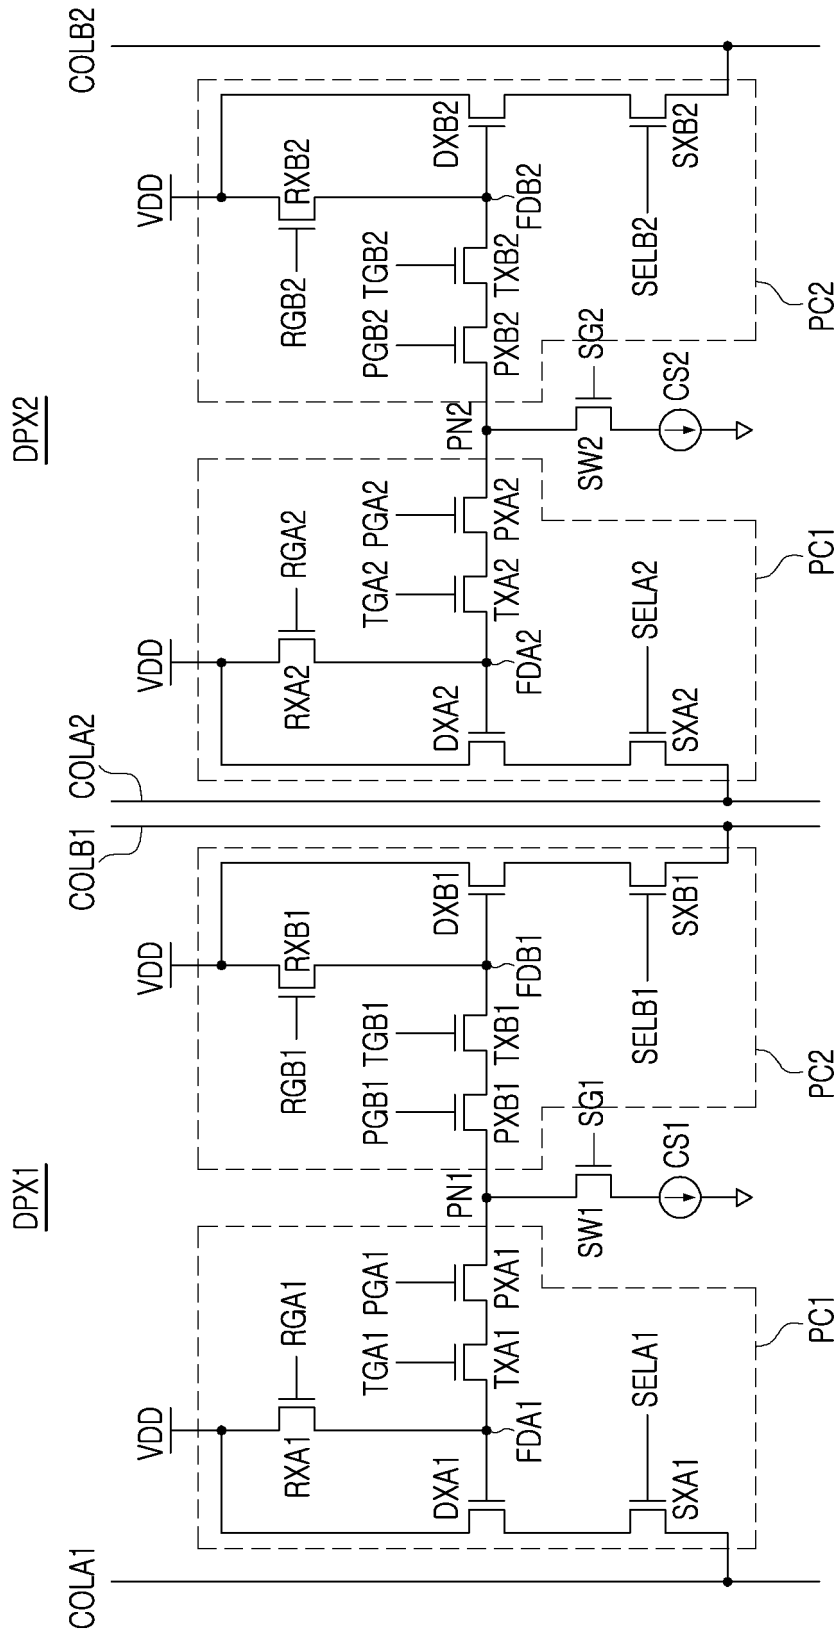 DPX1
DPX2
COLA1
VDD
RXA1
RGA1
TGA1
PGA1
DXA1
FDA1
TXA1
PXA1
PN1
SXA1
SELA1
SW1
SG1
CS1
PC1
VDD
RGB1
RXB1
PGB1
TGB1
PXB1
TXB1
FDB1
DXB1
SELB1
SXB1
PC2
COLB1
COLA2
VDD
RXA2
RGA2
TGA2
PGA2
DXA2
FDA2
TXA2
PXA2
PN2
SXA2
SELA2
SW2
SG2
CS2
PC1
VDD
RGB2
RXB2
PGB2
TGB2
PXB2
TXB2
FDB2
DXB2
SELB2
SXB2
PC2
COLB2